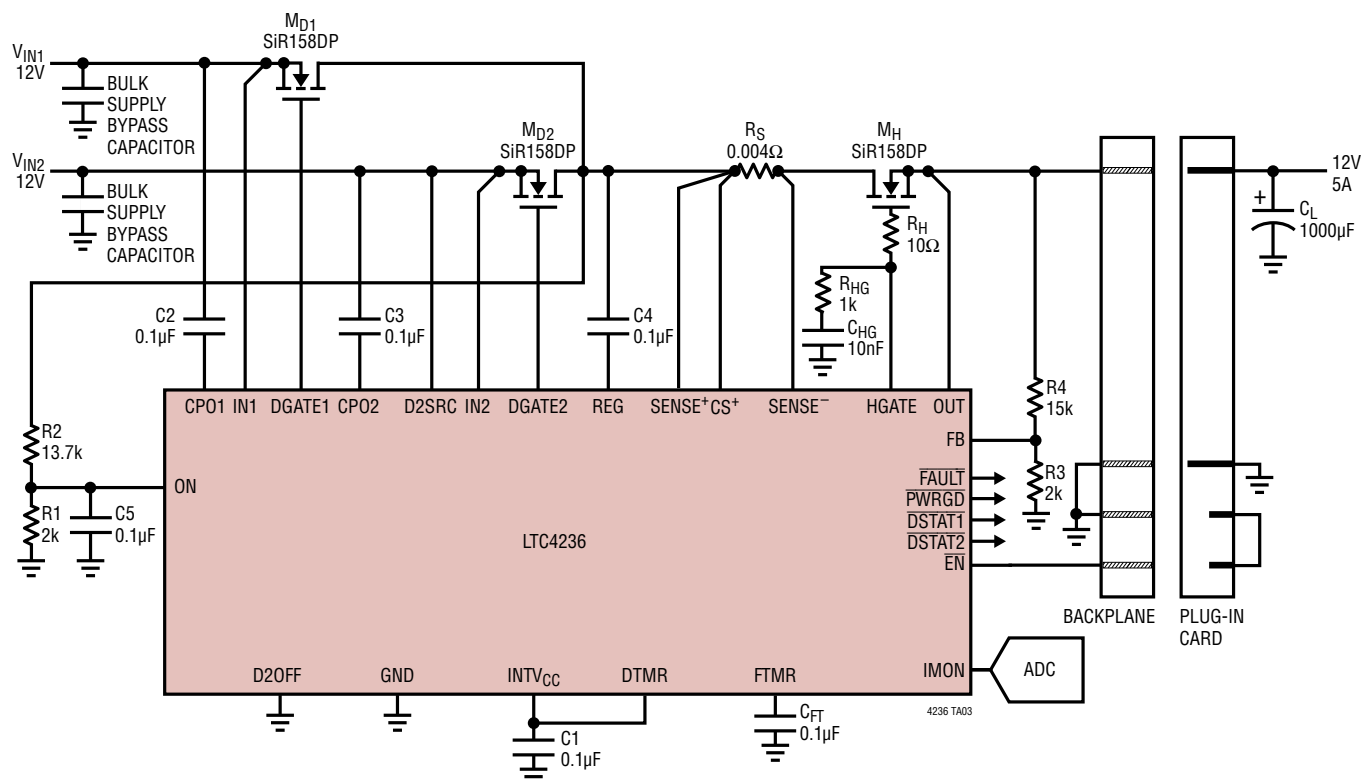 MD1
SiR158DP
VIN1
12V
BULK
SUPPLY
BYPASS
CAPACITOR
MD2
SiR158DP
VIN2
12V
BULK
SUPPLY
BYPASS
CAPACITOR
RS
0.004Ω
MH
SiR158DP
RH
10Ω
RHG
1k
CHG
10nF
12V
5A
+
CL
1000µF
C2
0.1µF
C3
0.1µF
C4
0.1µF
CPO1 IN1 DGATE1 CPO2 D2SRC IN2 DGATE2 REG SENSE+ CS+ SENSE− HGATE OUT
R4
15k
FB
R3
2k
R2
13.7k
ON
R1
2k
C5
0.1µF
FAULT
PWRGD
DSTAT1
DSTAT2
EN
LTC4236
BACKPLANE
PLUG-IN
CARD
D2OFF GND INTVCC DTMR FTMR IMON
ADC
C1
0.1µF
CFT
0.1µF
4236 TA03